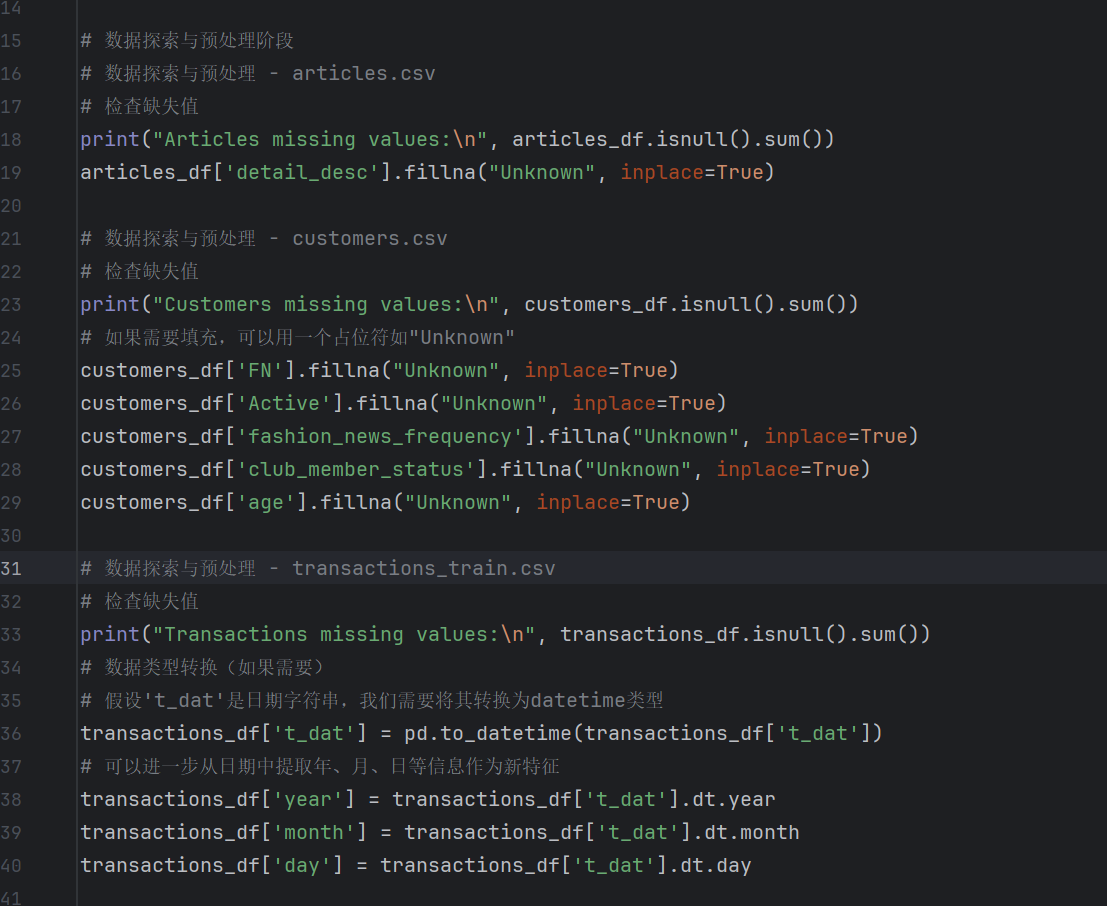 14
15 # 数据探索与预处理阶段
16 # 数据探索与预处理 - articles.csv
17 # 检查缺失值
18 print("Articles missing values:\n", articles_df.isnull().sum())
19 articles_df['detail_desc'].fillna("Unknown", inplace=True)
20
21 # 数据探索与预处理 - customers.csv
22 # 检查缺失值
23 print("Customers missing values:\n", customers_df.isnull().sum())
24 # 如果需要填充，可以用一个占位符如"Unknown"
25 customers_df['FN'].fillna("Unknown", inplace=True)
26 customers_df['Active'].fillna("Unknown", inplace=True)
27 customers_df['fashion_news_frequency'].fillna("Unknown", inplace=True)
28 customers_df['club_member_status'].fillna("Unknown", inplace=True)
29 customers_df['age'].fillna("Unknown", inplace=True)
30
31 # 数据探索与预处理 - transactions_train.csv
32 # 检查缺失值
33 print("Transactions missing values:\n", transactions_df.isnull().sum())
34 # 数据类型转换（如果需要）
35 # 假设't_dat'是日期字符串，我们需要将其转换为datetime类型
36 transactions_df['t_dat'] = pd.to_datetime(transactions_df['t_dat'])
37 # 可以进一步从日期中提取年、月、日等信息作为新特征
38 transactions_df['year'] = transactions_df['t_dat'].dt.year
39 transactions_df['month'] = transactions_df['t_dat'].dt.month
40 transactions_df['day'] = transactions_df['t_dat'].dt.day
41